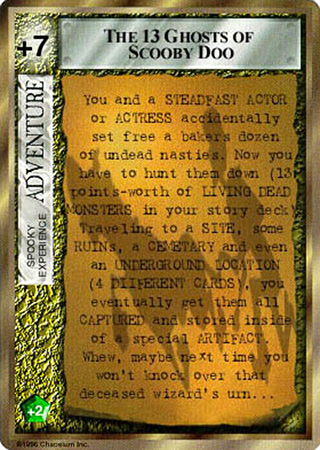 +7
The 13 Ghosts of
Scooby Doo
ADVENTURE
SPOOKY
EXPERIENCE
You and a STEADFAST ACTOR
or ACTRESS accidentally
set free a bakers dozen
of undead nasties. Now you
have to hunt them down (13
points-worth of LIVING DEAD
MONSTERS in your story deck)
Traveling to a SITE, some
RUINs, a CEMETARY and even
an UNDERGROUND LOCATION
(4 DIIFERENT CARDS), you
eventually get them all
CAPTURED and stored inside
of a special ARTIFACT.
Whew, maybe next time you
won't knock over that
deceased wizard's urn...
+2
©1996 Chaosium Inc.